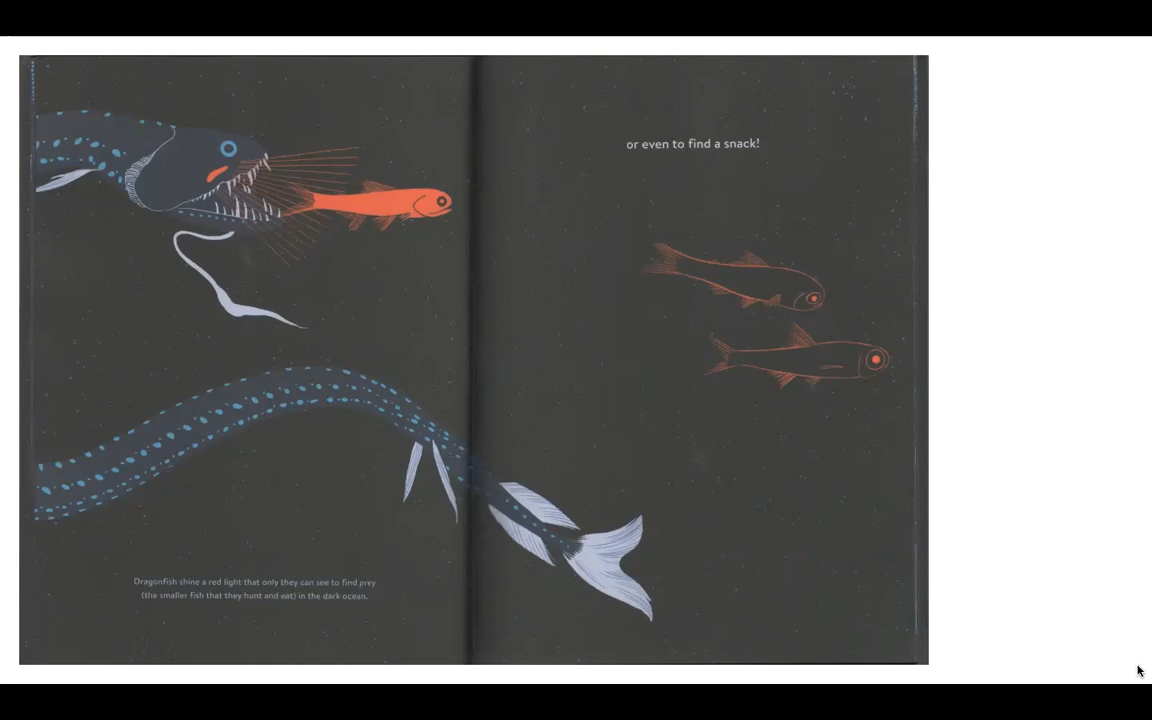 or even to find a snack!
Dragonfish shine a red light that only they can see to find prey
(the smaller fish that they hunt and eat) in the dark ocean.